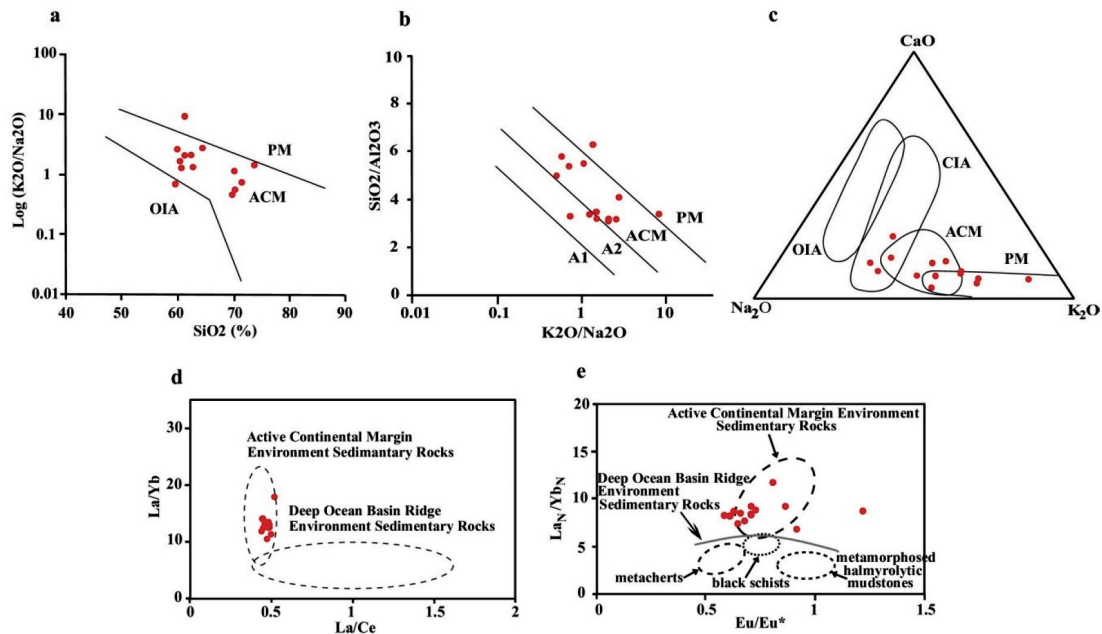 a
Log (K2O/Na2O)
100
10
1
0.1
0.01
PM
OIA
ACM
40
50
60
70
80
90
SiO2 (%)
b
SiO2/Al2O3
10
8
6
4
2
0
A1
A2
ACM
PM
0.01
0.1
1
10
K2O/Na2O
c
CaO
CIA
OIA
ACM
PM
Na2O
K2O
d
La/Yb
30
20
10
0
Active Continental Margin
Environment Sedimantary Rocks
Deep Ocean Basin Ridge
Environment Sedimentary Rocks
0
0.5
1
1.5
2
La/Ce
e
LaN/YbN
20
15
10
5
0
Active Continental Margin Environment
Sedimentary Rocks
Deep Ocean Basin Ridge
Environment
Sedimentary Rocks
metacherts
black schists
metamorphosed
halmyrolytic
mudstones
0
0.5
1
1.5
Eu/Eu*